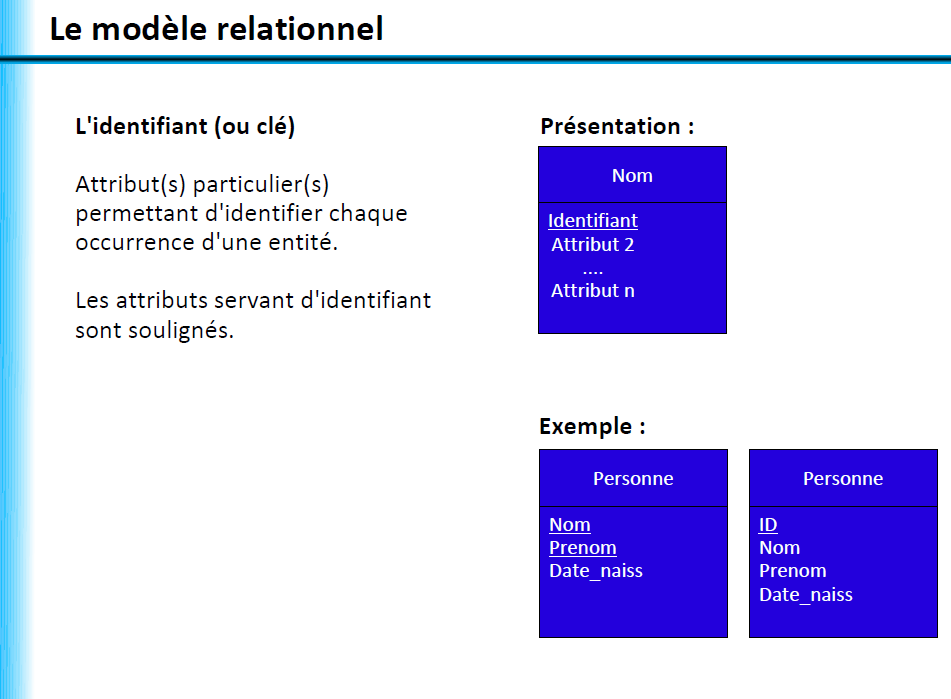 Le modèle relationnel
L'identifiant (ou clé)
Attribut(s) particulier(s)
permettant d'identifier chaque
occurrence d'une entité.
Les attributs servant d'identifiant
sont soulignés.
Présentation :
Nom
Identifiant
Attribut 2
....
Attribut n
Exemple :
Personne
Nom
Prenom
Date_naiss
Personne
ID
Nom
Prenom
Date_naiss